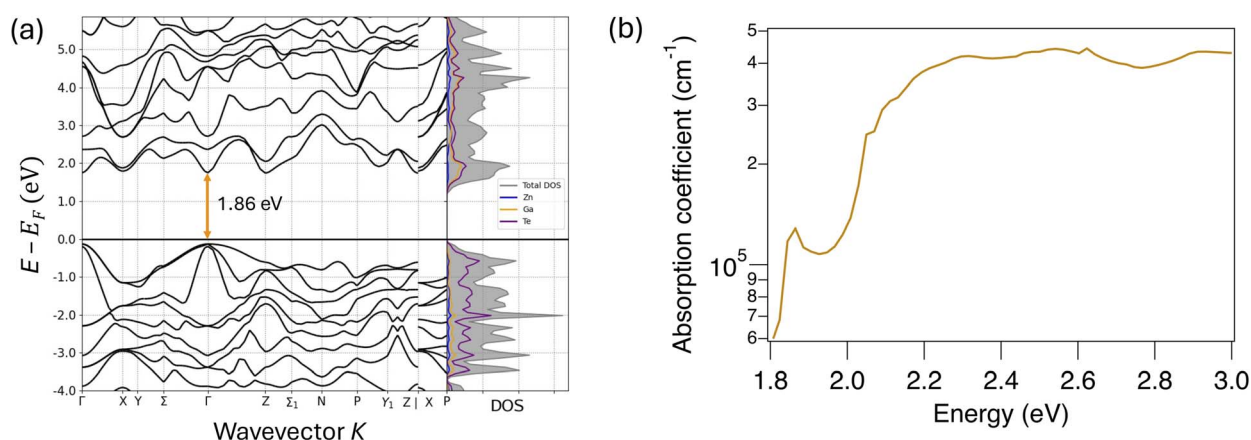 (a)
E – E_F (eV)
5.0
4.0
3.0
2.0
1.0
0.0
-1.0
-2.0
-3.0
-4.0
1.86 eV
Total DOS
Zn
Ga
Te
Γ X Y Σ Γ Z Σ₁ N P Y₁ Z | X P
DOS
Wavevector K
(b)
Absorption coefficient (cm⁻¹)
5
4
3
2
10⁵
9
8
7
6
1.8 2.0 2.2 2.4 2.6 2.8 3.0
Energy (eV)